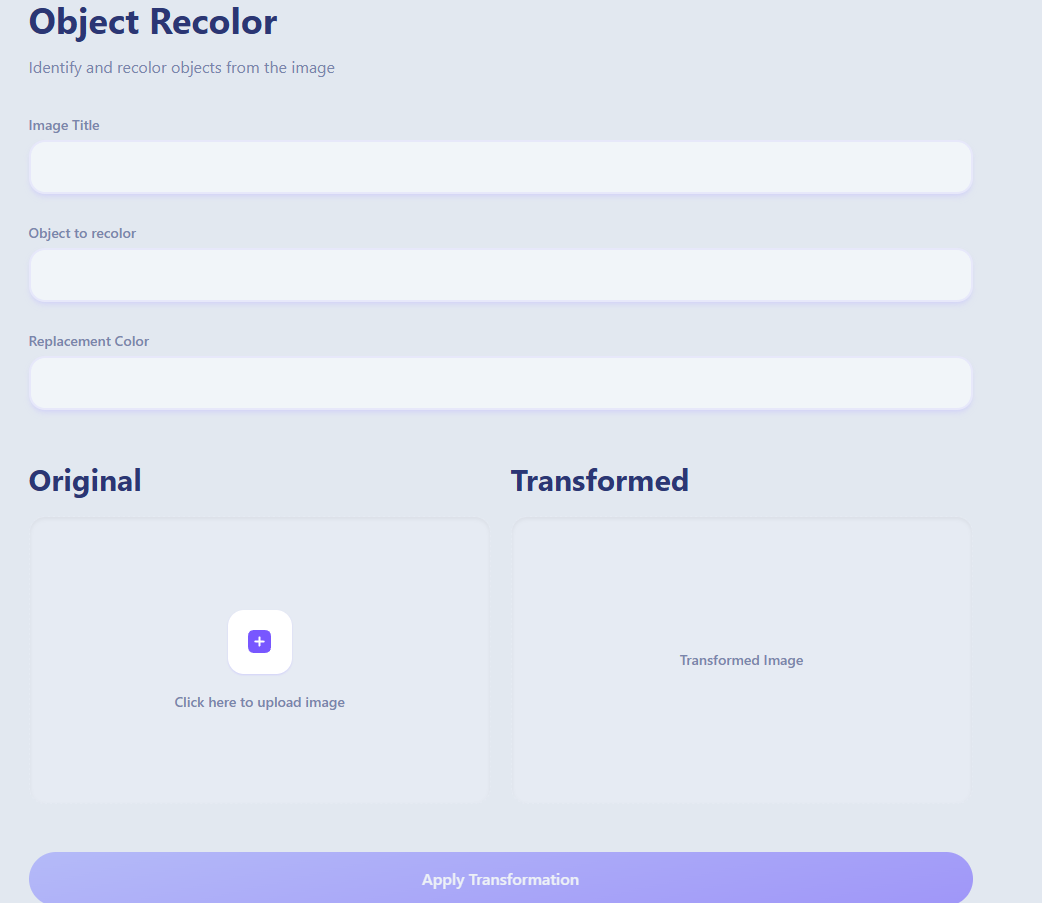 Object Recolor
Identify and recolor objects from the image
Image Title
Object to recolor
Replacement Color
Original
Transformed
Click here to upload image
Transformed Image
Apply Transformation